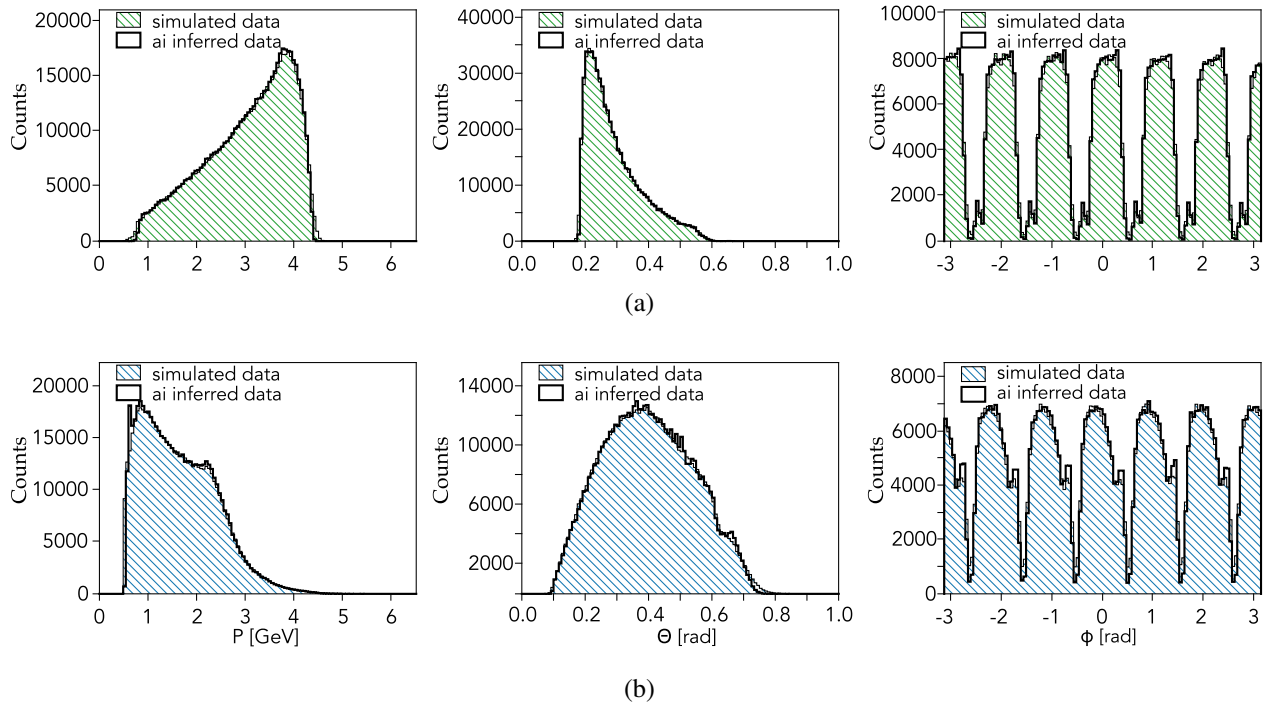 simulated data
ai inferred data
Counts
20000
15000
10000
5000
0
0 1 2 3 4 5 6
simulated data
ai inferred data
Counts
40000
30000
20000
10000
0
0.0 0.2 0.4 0.6 0.8 1.0
simulated data
ai inferred data
Counts
10000
8000
6000
4000
2000
0
-3 -2 -1 0 1 2 3
(a)
simulated data
ai inferred data
Counts
20000
15000
10000
5000
0
0 1 2 3 4 5 6
P [GeV]
simulated data
ai inferred data
Counts
14000
12000
10000
8000
6000
4000
2000
0.0 0.2 0.4 0.6 0.8 1.0
Θ [rad]
simulated data
ai inferred data
Counts
8000
6000
4000
2000
0
-3 -2 -1 0 1 2 3
ϕ [rad]
(b)